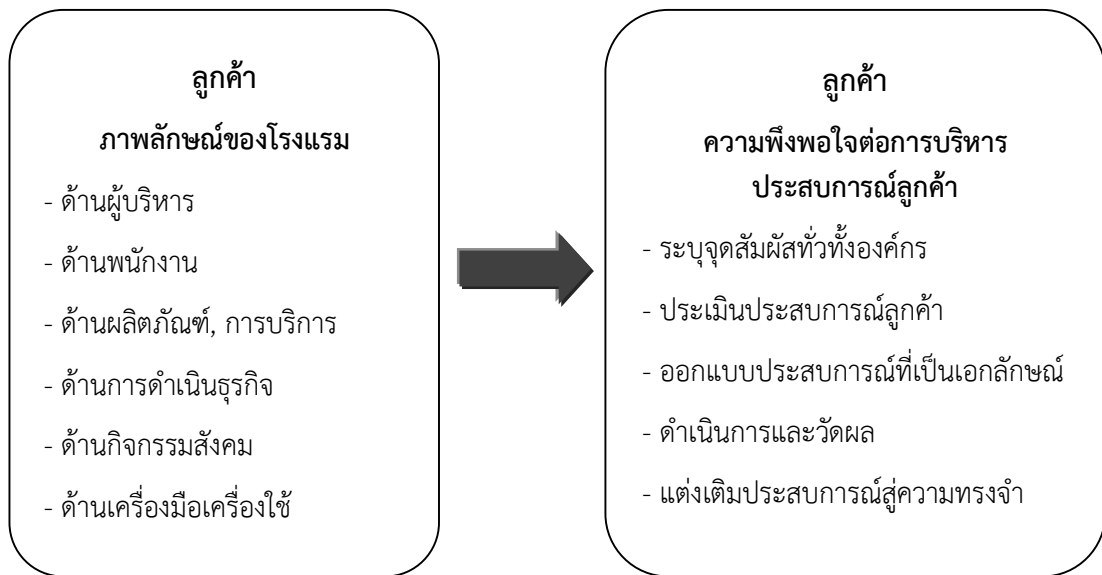 ลูกค้า
ภาพลักษณ์ของโรงแรม
- ด้านผู้บริหาร
- ด้านพนักงาน
- ด้านผลิตภัณฑ์, การบริการ
- ด้านการดำเนินธุรกิจ
- ด้านกิจกรรมสังคม
- ด้านเครื่องมือเครื่องใช้
ลูกค้า
ความพึงพอใจต่อการบริหาร
ประสบการณ์ลูกค้า
- ระบุจุดสัมผัสทั่วทั้งองค์กร
- ประเมินประสบการณ์ลูกค้า
- ออกแบบประสบการณ์ที่เป็นเอกลักษณ์
- ดำเนินการและวัดผล
- แต่งเติมประสบการณ์สู่ความทรงจำ